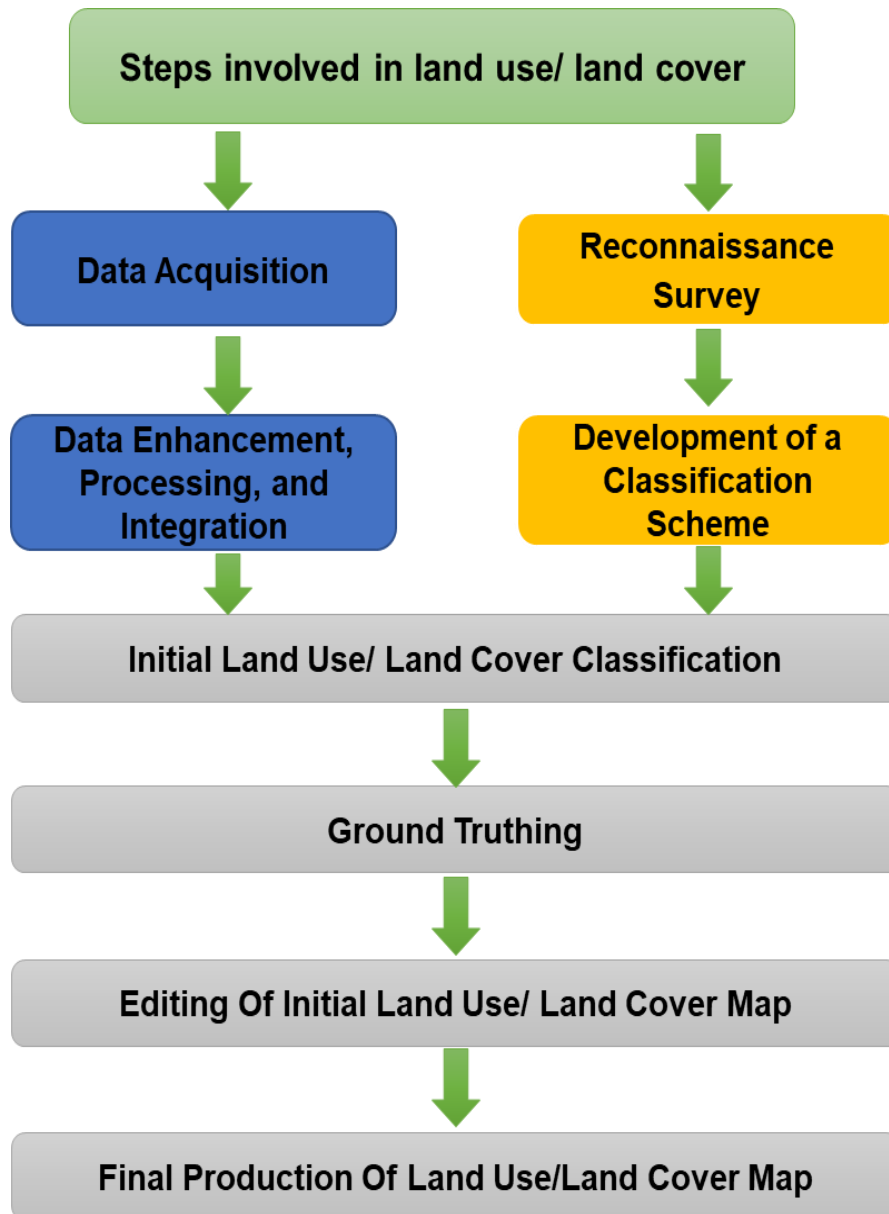 Steps involved in land use/ land cover
Data Acquisition
Reconnaissance
Survey
Data Enhancement,
Processing, and
Integration
Development of a
Classification
Scheme
Initial Land Use/ Land Cover Classification
Ground Truthing
Editing Of Initial Land Use/ Land Cover Map
Final Production Of Land Use/Land Cover Map